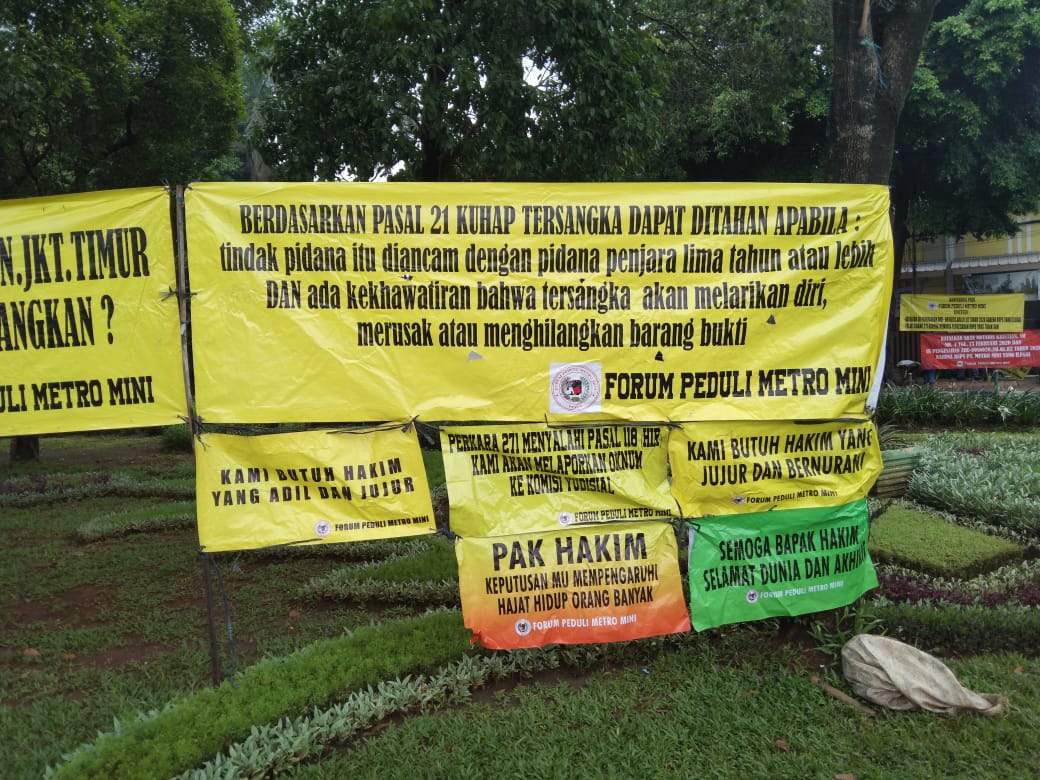 N.JKT.TIMUR
ANGKAN ?
ULI METRO MINI
BERDASARKAN PASAL 21 KUHAP TERSANGKA DAPAT DITAHAN APABILA :
tindak pidana itu diancam dengan pidana penjara lima tahun atau lebih
DAN ada kekhawatiran bahwa tersangka akan melarikan diri,
merusak atau menghilangkan barang bukti
FORUM PEDULI METRO MINI
KAMI BUTUH HAKIM
YANG ADIL DAN JUJUR
FORUM PEDULI METRO MINI
PERKARA 271 MENYALAHI PASAL 118 HIR
KAMI AKAN MELAPORKAN OKNUM
KE KOMISI YUDISIAL
FORUM PEDULI METRO MINI
KAMI BUTUH HAKIM YANG
JUJUR DAN BERNURANI
FORUM PEDULI METRO MINI
PAK HAKIM
KEPUTUSAN MU MEMPENGARUHI
HAJAT HIDUP ORANG BANYAK
FORUM PEDULI METRO MINI
SEMOGA BAPAK HAKIM
SELAMAT DUNIA DAN AKHI
FORUM PEDULI METRO MINI
FORUM PEDULI METRO MINI